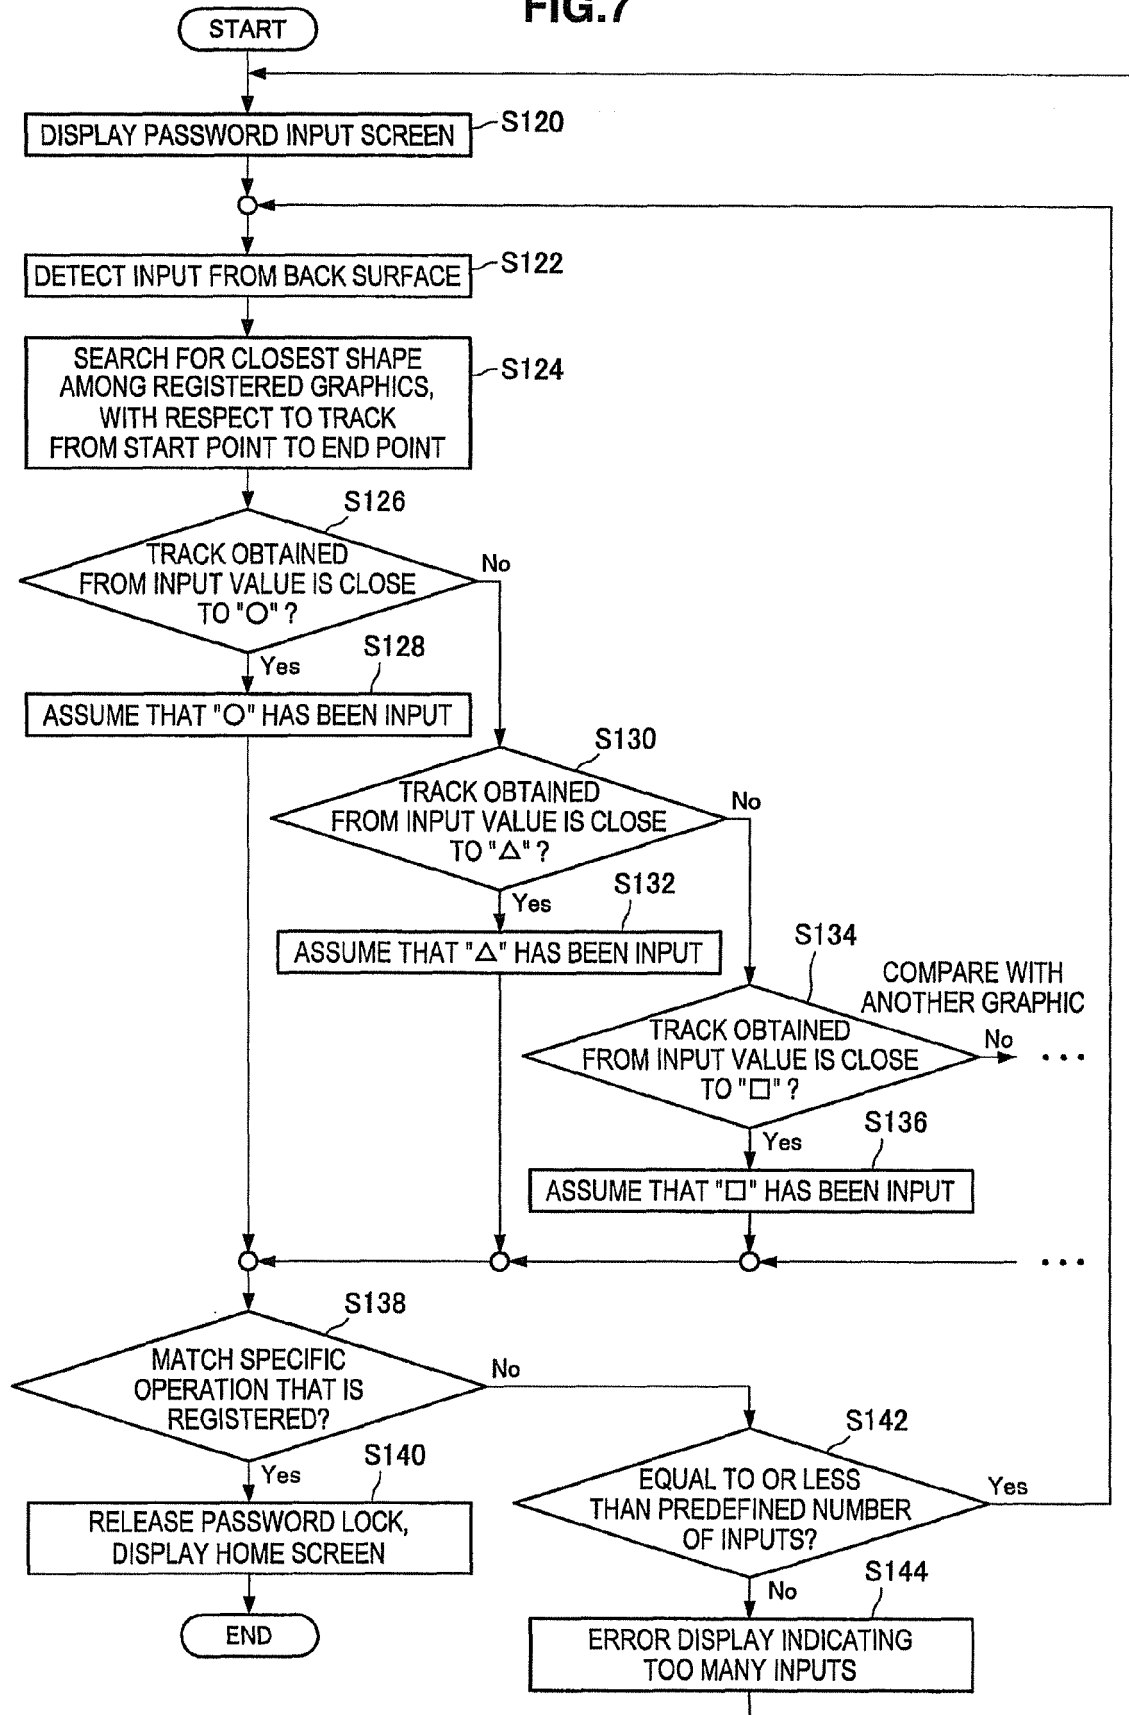 FIG.7
START
DISPLAY PASSWORD INPUT SCREEN
S120
DETECT INPUT FROM BACK SURFACE
S122
SEARCH FOR CLOSEST SHAPE
AMONG REGISTERED GRAPHICS,
WITH RESPECT TO TRACK
FROM START POINT TO END POINT
S124
S126
TRACK OBTAINED
FROM INPUT VALUE IS CLOSE
TO "○" ?
No
Yes
S128
ASSUME THAT "○" HAS BEEN INPUT
S130
TRACK OBTAINED
FROM INPUT VALUE IS CLOSE
TO "△" ?
No
Yes
S132
ASSUME THAT "△" HAS BEEN INPUT
S134
COMPARE WITH
ANOTHER GRAPHIC
TRACK OBTAINED
FROM INPUT VALUE IS CLOSE
TO "□" ?
No
...
Yes
S136
ASSUME THAT "□" HAS BEEN INPUT
...
S138
MATCH SPECIFIC
OPERATION THAT IS
REGISTERED?
No
Yes
S140
RELEASE PASSWORD LOCK,
DISPLAY HOME SCREEN
END
S142
EQUAL TO OR LESS
THAN PREDEFINED NUMBER
OF INPUTS?
Yes
No
S144
ERROR DISPLAY INDICATING
TOO MANY INPUTS